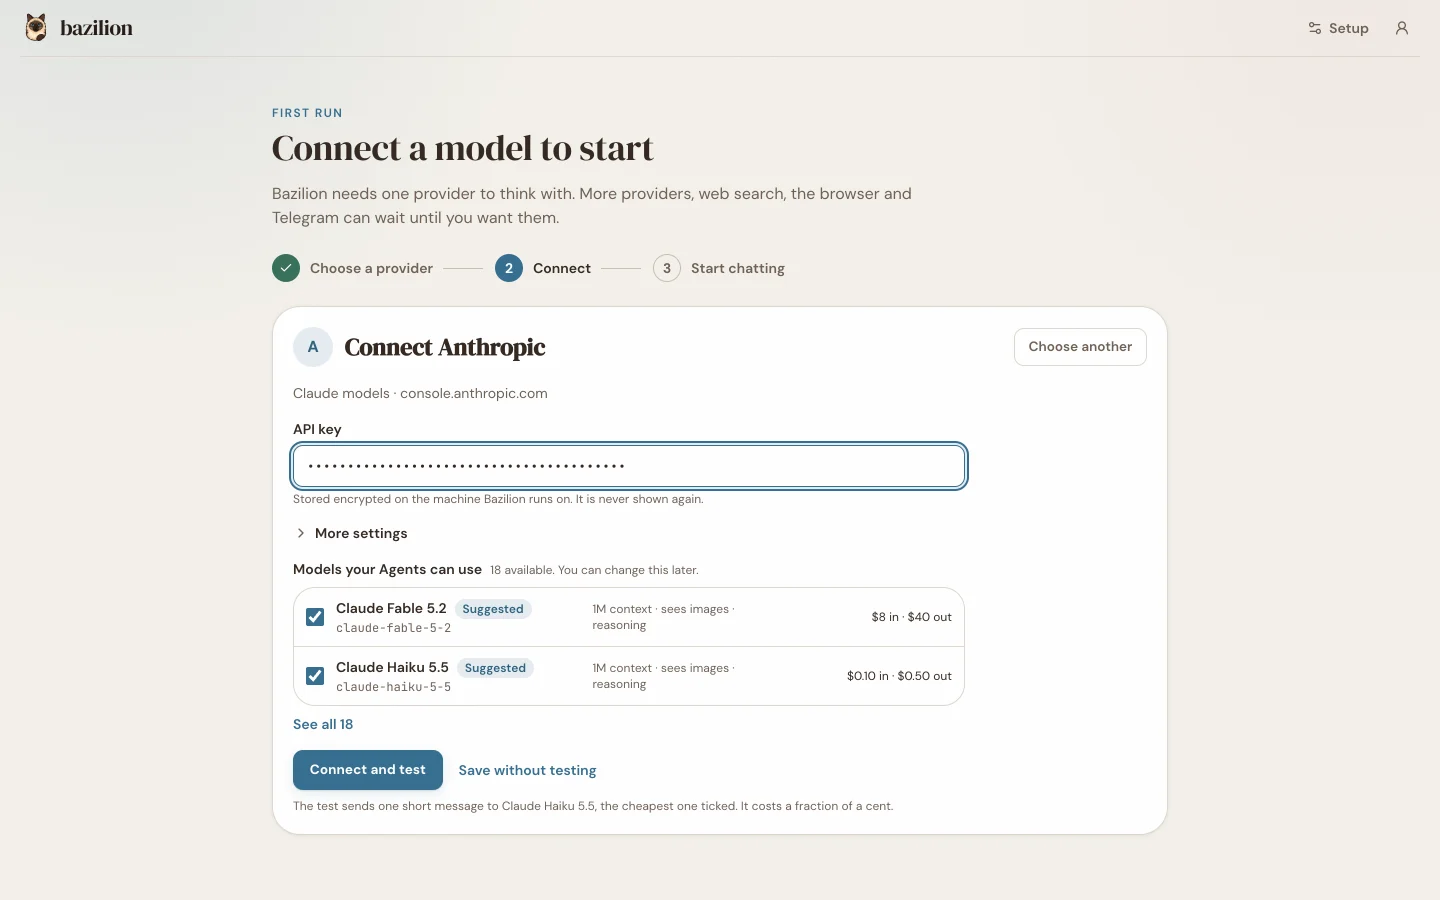 bazilion
Setup
FIRST RUN
Connect a model to start
Bazilion needs one provider to think with. More providers, web search, the browser and
Telegram can wait until you want them.
Choose a provider
2 Connect
3 Start chatting
A Connect Anthropic
Choose another
Claude models · console.anthropic.com
API key
••••••••••••••••••••••••••••••••••••••••
Stored encrypted on the machine Bazilion runs on. It is never shown again.
More settings
Models your Agents can use 18 available. You can change this later.
Claude Fable 5.2 Suggested
claude-fable-5-2
1M context · sees images ·
reasoning
$8 in · $40 out
Claude Haiku 5.5 Suggested
claude-haiku-5-5
1M context · sees images ·
reasoning
$0.10 in · $0.50 out
See all 18
Connect and test
Save without testing
The test sends one short message to Claude Haiku 5.5, the cheapest one ticked. It costs a fraction of a cent.